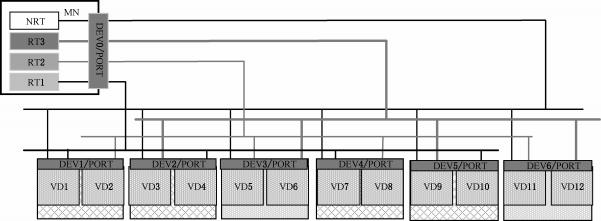 MN
NRT
RT3
RT2
RT1
DEV0/PORT
DEV1/PORT DEV2/PORT DEV3/PORT DEV4/PORT DEV5/PORT DEV6/PORT
VD1 VD2 VD3 VD4 VD5 VD6 VD7 VD8 VD9 VD10 VD11 VD12